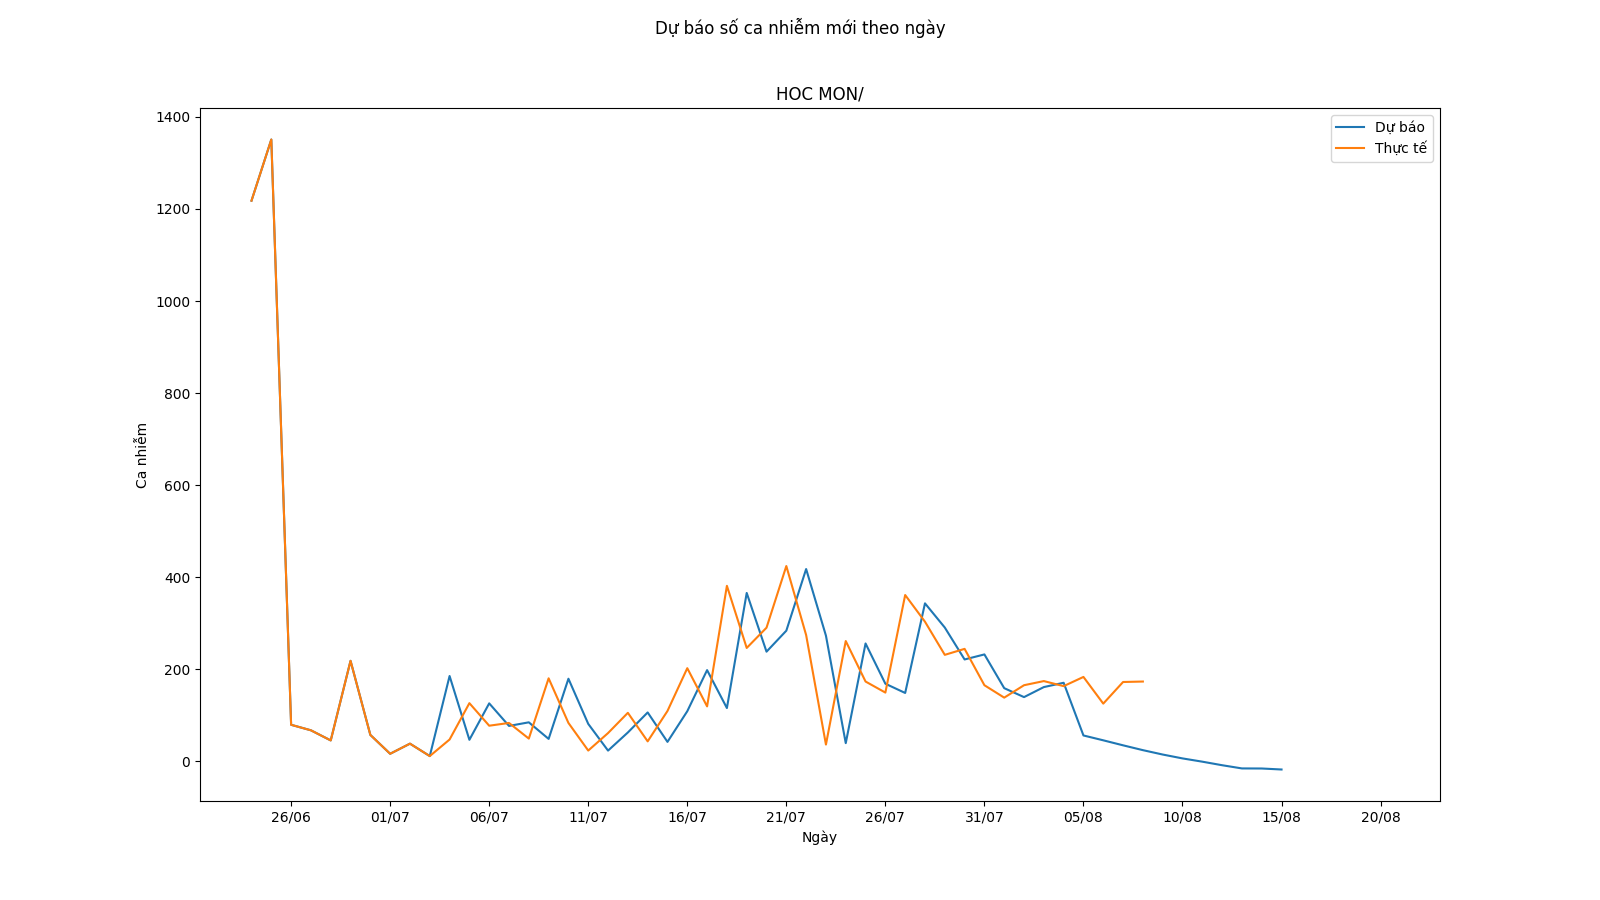 Dự báo số ca nhiễm mới theo ngày
HOC MON/
1400
1200
1000
800
600
400
200
0
Ca nhiễm
Dự báo
Thực tế
26/06 01/07 06/07 11/07 16/07 21/07 26/07 31/07 05/08 10/08 15/08 20/08
Ngày